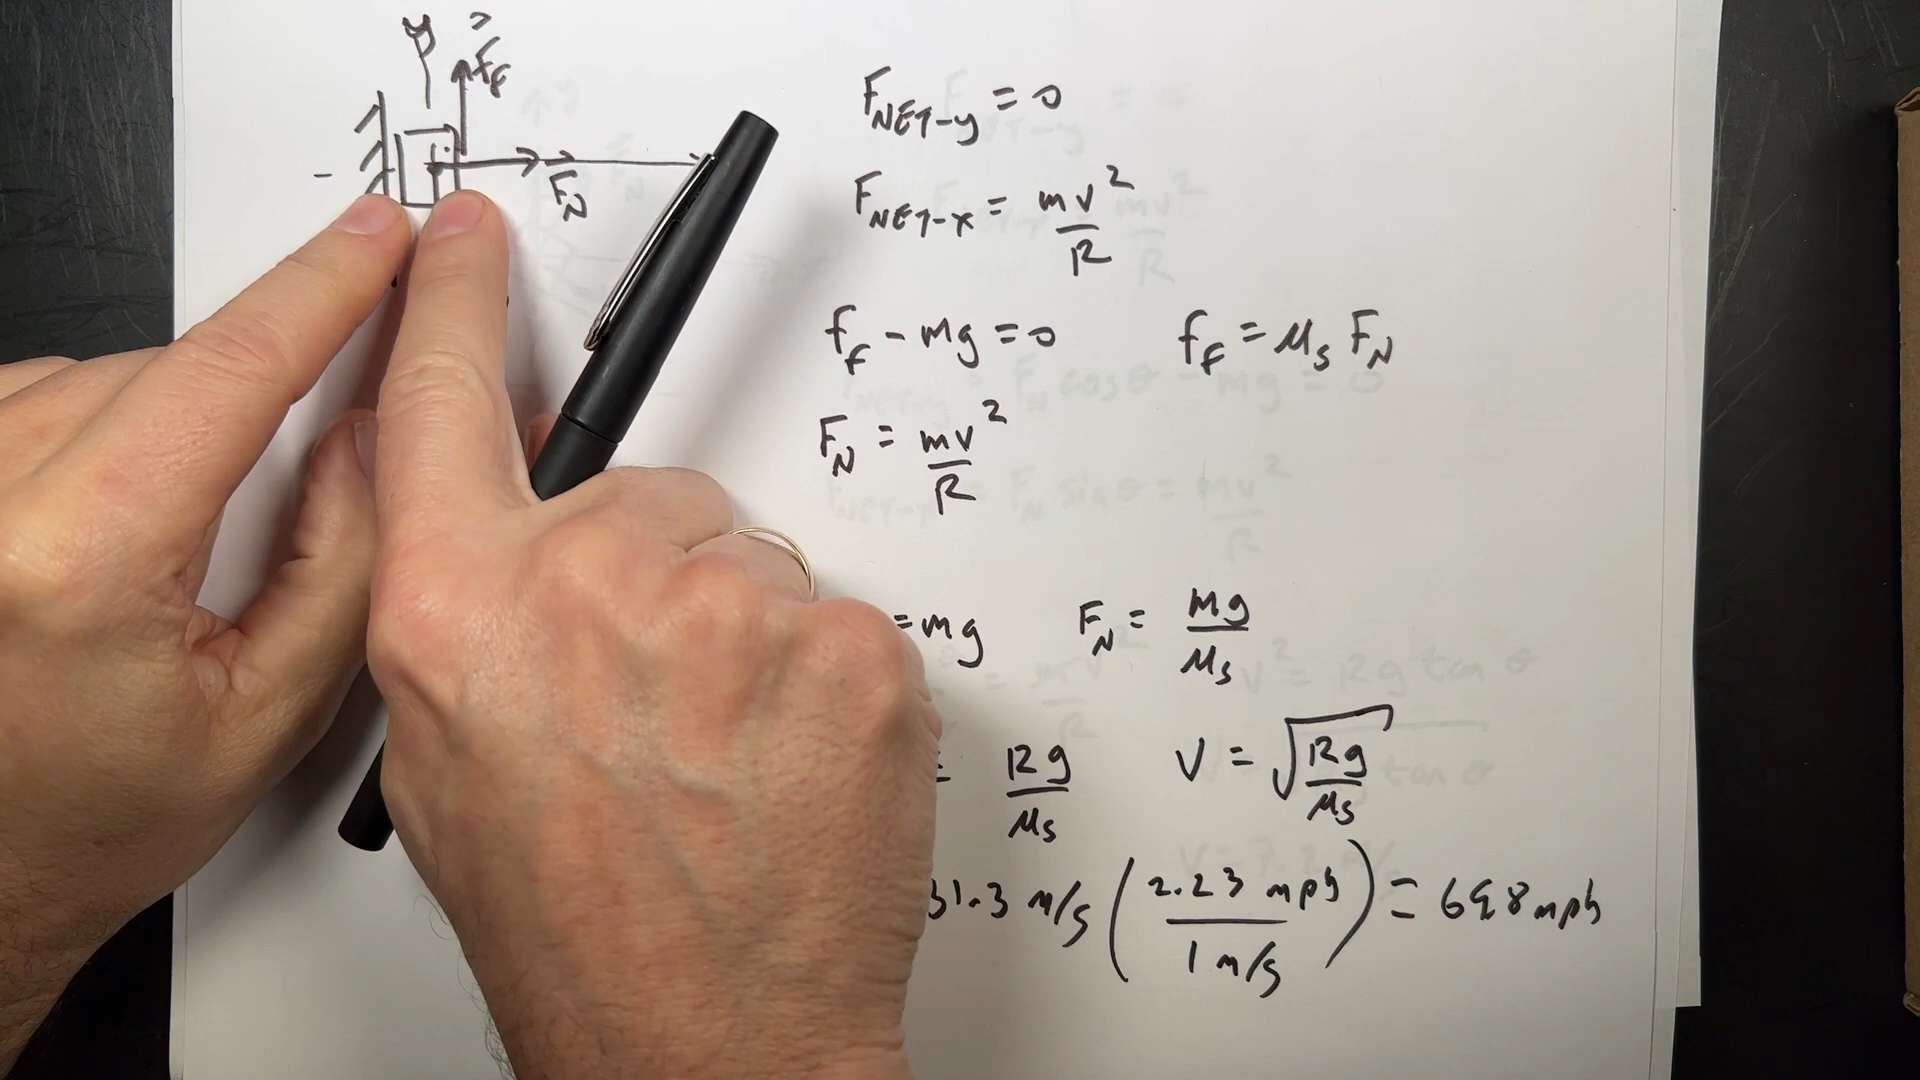 y
F_f
F_N
F_NET-y = 0
F_NET-x = mv²/R
f_f - mg = 0 f_f = μ_s F_N
F_N = mv²/R
= mg F_N = mg/μ_s
= Rg/μ_s V = √(Rg/μ_s)
31.3 m/s (2.23 mph / 1 m/s) = 69.8 mph